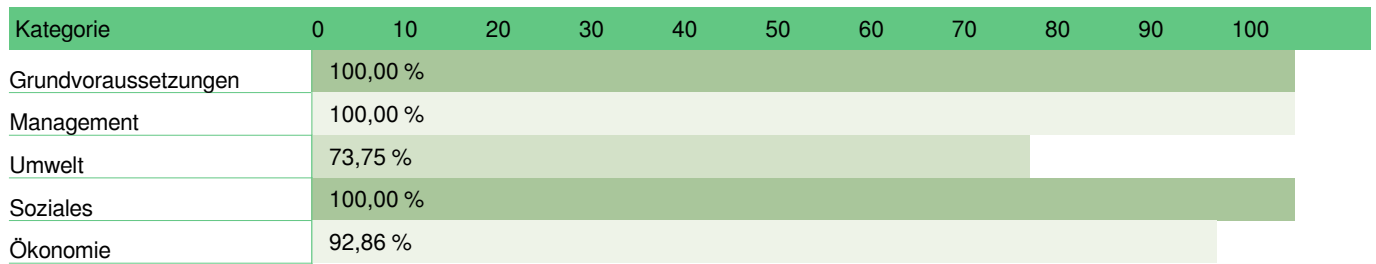 Kategorie 0 10 20 30 40 50 60 70 80 90 100
Grundvoraussetzungen 100,00 %
Management 100,00 %
Umwelt 73,75 %
Soziales 100,00 %
Ökonomie 92,86 %